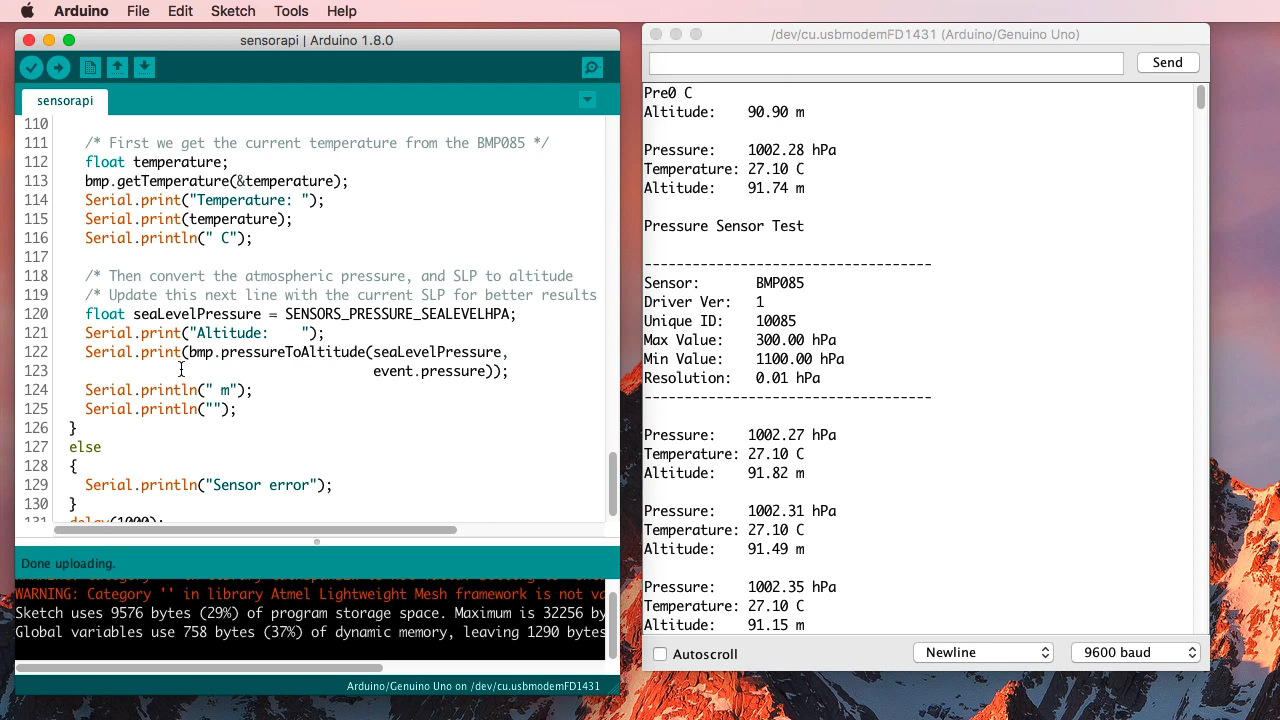 Arduino File Edit Sketch Tools Help
sensorapi | Arduino 1.8.0
sensorapi
110
111 /* First we get the current temperature from the BMP085 */
112 float temperature;
113 bmp.getTemperature(&temperature);
114 Serial.print("Temperature: ");
115 Serial.print(temperature);
116 Serial.println(" C");
117
118 /* Then convert the atmospheric pressure, and SLP to altitude
119 /* Update this next line with the current SLP for better results
120 float seaLevelPressure = SENSORS_PRESSURE_SEALEVELHPA;
121 Serial.print("Altitude:    ");
122 Serial.print(bmp.pressureToAltitude(seaLevelPressure,
123 event.pressure));
124 Serial.println(" m");
125 Serial.println("");
126 }
127 else
128 {
129 Serial.println("Sensor error");
130 }
131 delay(1000);
Done uploading.
WARNING: Category '' in library Atmel Lightweight Mesh framework is not va
Sketch uses 9576 bytes (29%) of program storage space. Maximum is 32256 by
Global variables use 758 bytes (37%) of dynamic memory, leaving 1290 bytes
Arduino/Genuino Uno on /dev/cu.usbmodemFD1431
/dev/cu.usbmodemFD1431 (Arduino/Genuino Uno)
Send
Pre0 C
Altitude:    90.90 m
Pressure:    1002.28 hPa
Temperature: 27.10 C
Altitude:    91.74 m
Pressure Sensor Test
------------------------------------
Sensor:       BMP085
Driver Ver:   1
Unique ID:    10085
Max Value:    300.00 hPa
Min Value:    1100.00 hPa
Resolution:   0.01 hPa
------------------------------------
Pressure:    1002.27 hPa
Temperature: 27.10 C
Altitude:    91.82 m
Pressure:    1002.31 hPa
Temperature: 27.10 C
Altitude:    91.49 m
Pressure:    1002.35 hPa
Temperature: 27.10 C
Altitude:    91.15 m
Autoscroll
Newline
9600 baud